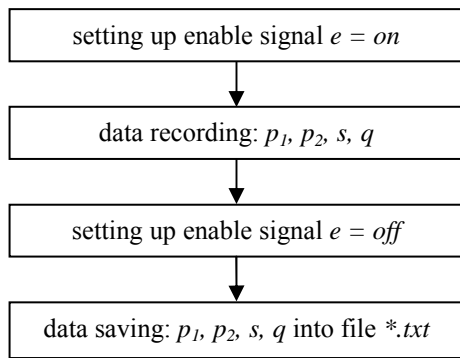 setting up enable signal e = on
data recording: p1, p2, s, q
setting up enable signal e = off
data saving: p1, p2, s, q into file *.txt